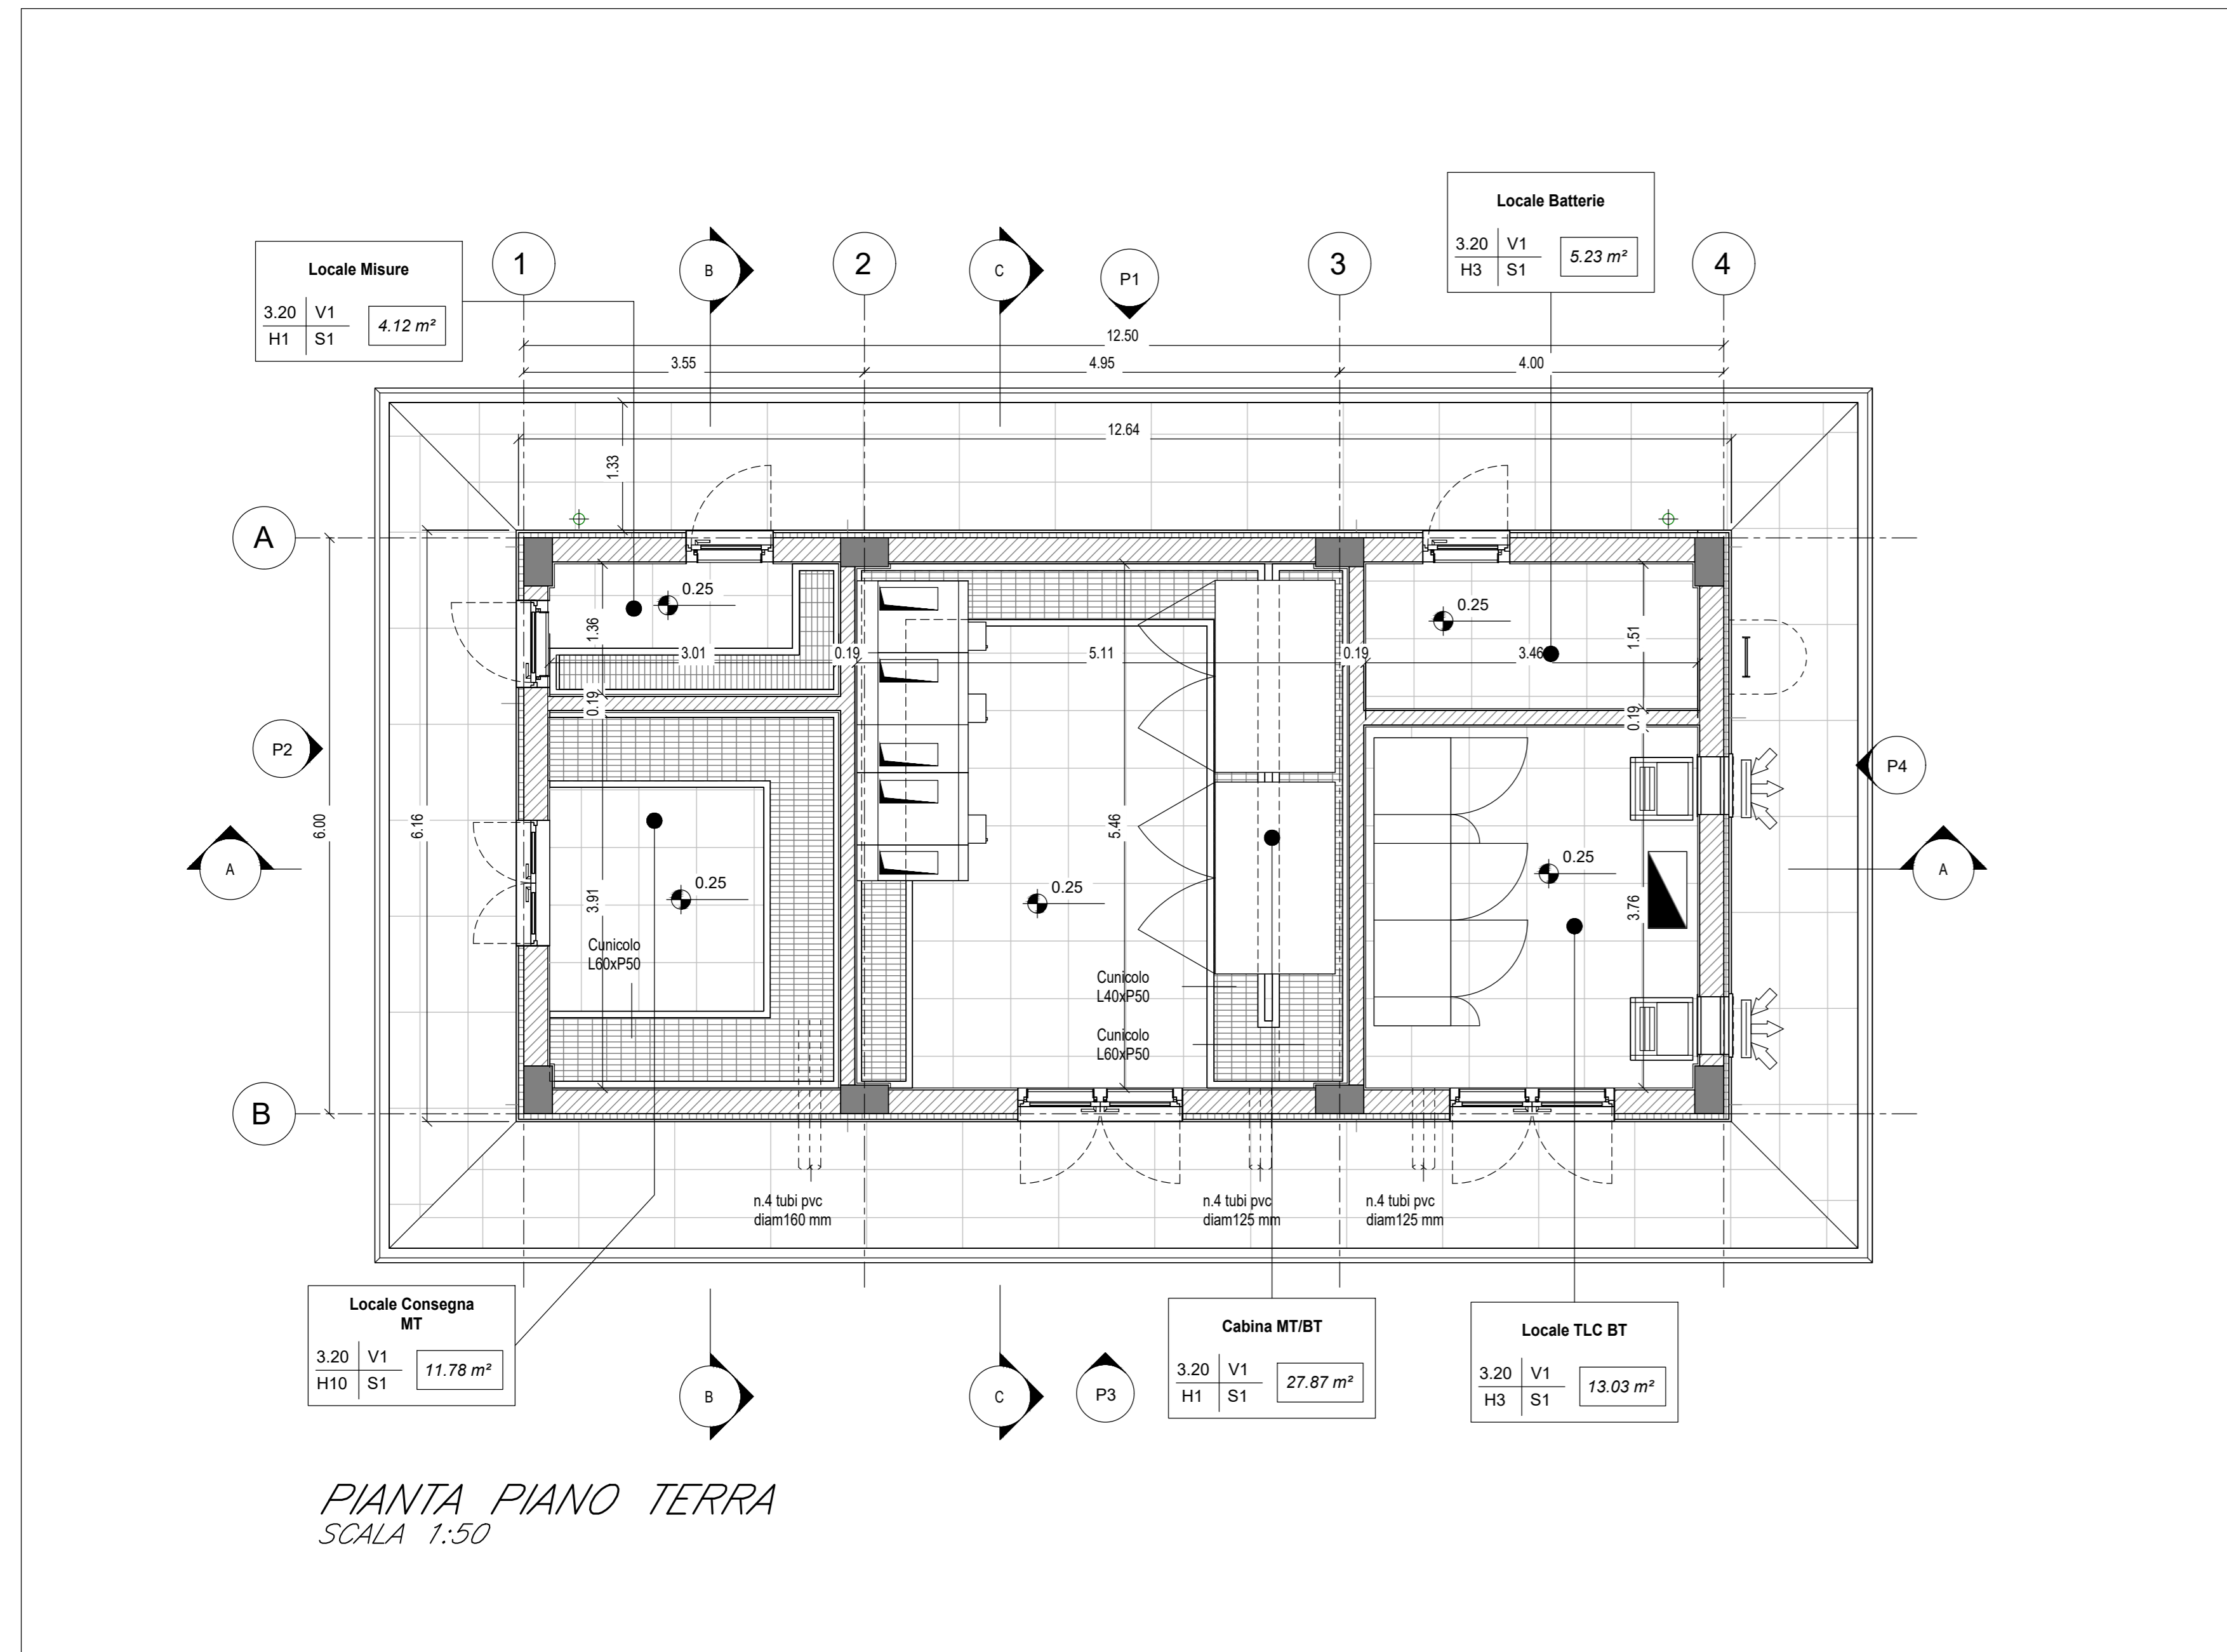 Locale Batterie
3.20 V1
H3 S1
5.23 m²
Locale Misure
3.20 V1
H1 S1
4.12 m²
1
B
2
C
P1
3
4
12.50
3.55
4.95
4.00
12.64
1.33
A
0.25
0.25
1.36
3.01
0.19
5.11
0.19
3.46
1.51
0.19
0.19
P2
P4
6.00
6.16
5.46
A
A
0.25
0.25
0.25
3.91
3.76
Cunicolo
L60xP50
Cunicolo
L40xP50
Cunicolo
L60xP50
B
n.4 tubi pvc
diam160 mm
n.4 tubi pvc
diam125 mm
n.4 tubi pvc
diam125 mm
Locale Consegna
MT
3.20 V1
H10 S1
11.78 m²
B
C
P3
Cabina MT/BT
3.20 V1
H1 S1
27.87 m²
Locale TLC BT
3.20 V1
H3 S1
13.03 m²
PIANTA PIANO TERRA
SCALA 1:50